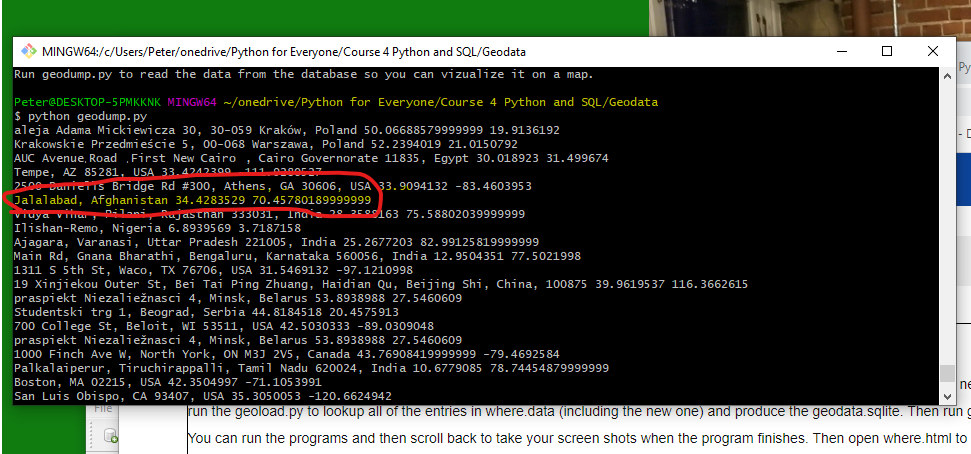 MINGW64:/c/Users/Peter/onedrive/Python for Everyone/Course 4 Python and SQL/Geodata
Run geodump.py to read the data from the database so you can vizualize it on a map.
Peter@DESKTOP-5PMKKNK MINGW64 ~/onedrive/Python for Everyone/Course 4 Python and SQL/Geodata
$ python geodump.py
aleja Adama Mickiewicza 30, 30-059 Kraków, Poland 50.06688579999999 19.9136192
Krakowskie Przedmieście 5, 00-068 Warszawa, Poland 52.2394019 21.0150792
AUC Avenue,Road ,First New Cairo , Cairo Governorate 11835, Egypt 30.018923 31.499674
Tempe, AZ 85281, USA 33.4242399 -111.9280527
2500 Daniells Bridge Rd #300, Athens, GA 30606, USA 33.9094132 -83.4603953
Jalalabad, Afghanistan 34.4283529 70.45780189999999
Vidya Vihar, Pilani, Rajasthan 333031, India 28.3588163 75.58802039999999
Ilishan-Remo, Nigeria 6.8939569 3.7187158
Ajagara, Varanasi, Uttar Pradesh 221005, India 25.2677203 82.99125819999999
Main Rd, Gnana Bharathi, Bengaluru, Karnataka 560056, India 12.9504351 77.5021998
1311 S 5th St, Waco, TX 76706, USA 31.5469132 -97.1210998
19 Xinjiekou Outer St, Bei Tai Ping Zhuang, Haidian Qu, Beijing Shi, China, 100875 39.9619537 116.3662615
praspiekt Niezaliežnasci 4, Minsk, Belarus 53.8938988 27.5460609
Studentski trg 1, Beograd, Serbia 44.8184518 20.4575913
700 College St, Beloit, WI 53511, USA 42.5030333 -89.0309048
praspiekt Niezaliežnasci 4, Minsk, Belarus 53.8938988 27.5460609
1000 Finch Ave W, North York, ON M3J 2V5, Canada 43.76908419999999 -79.4692584
Palkalaiperur, Tiruchirappalli, Tamil Nadu 620024, India 10.6779085 78.74454879999999
Boston, MA 02215, USA 42.3504997 -71.1053991
San Luis Obispo, CA 93407, USA 35.3050053 -120.6624942
Py
ne
File
run the geoload.py to lookup all of the entries in where.data (including the new one) and produce the geodata.sqlite. Then run g
You can run the programs and then scroll back to take your screen shots when the program finishes. Then open where.html to